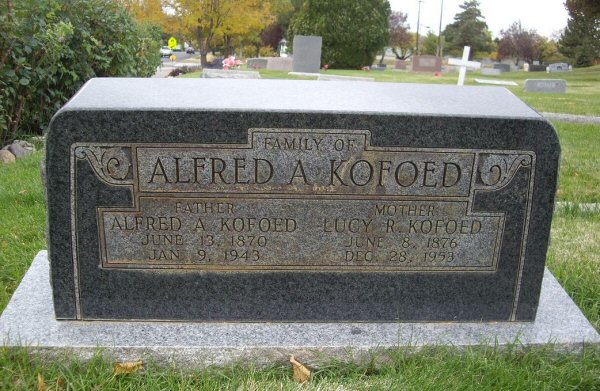 FAMILY OF
ALFRED A KOFOED
FATHER
ALFRED A. KOFOED
JUNE 13, 1870
JAN 9, 1943
MOTHER
LUCY R. KOFOED
JUNE 8, 1876
DEC. 28, 1953